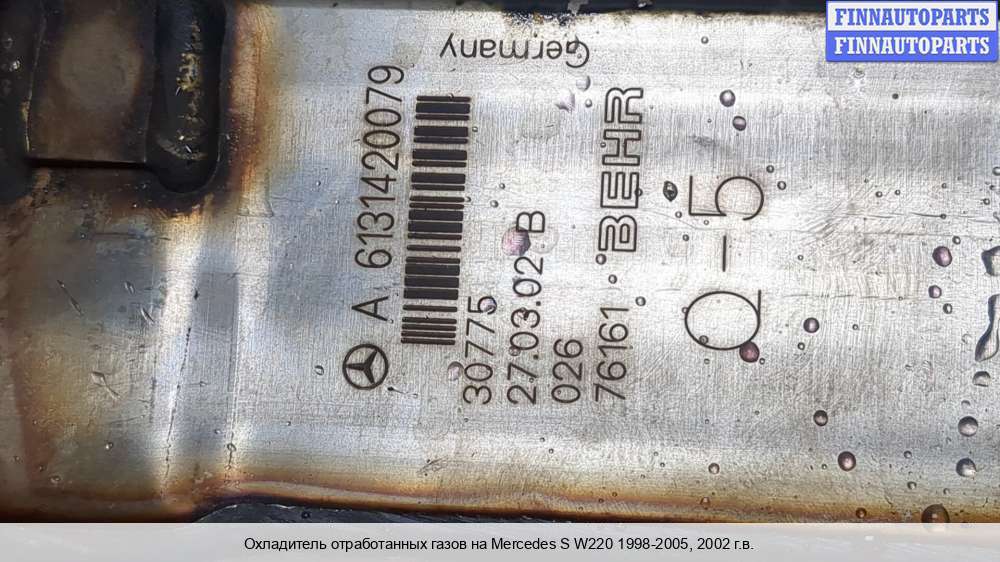 FINNAUTOPARTS
FINNAUTOPARTS
Germany
A 6131420079
30775
27.03.02 B
026
76161 BEHR
Q-5
Охладитель отработанных газов на Mercedes S W220 1998-2005, 2002 г.в.